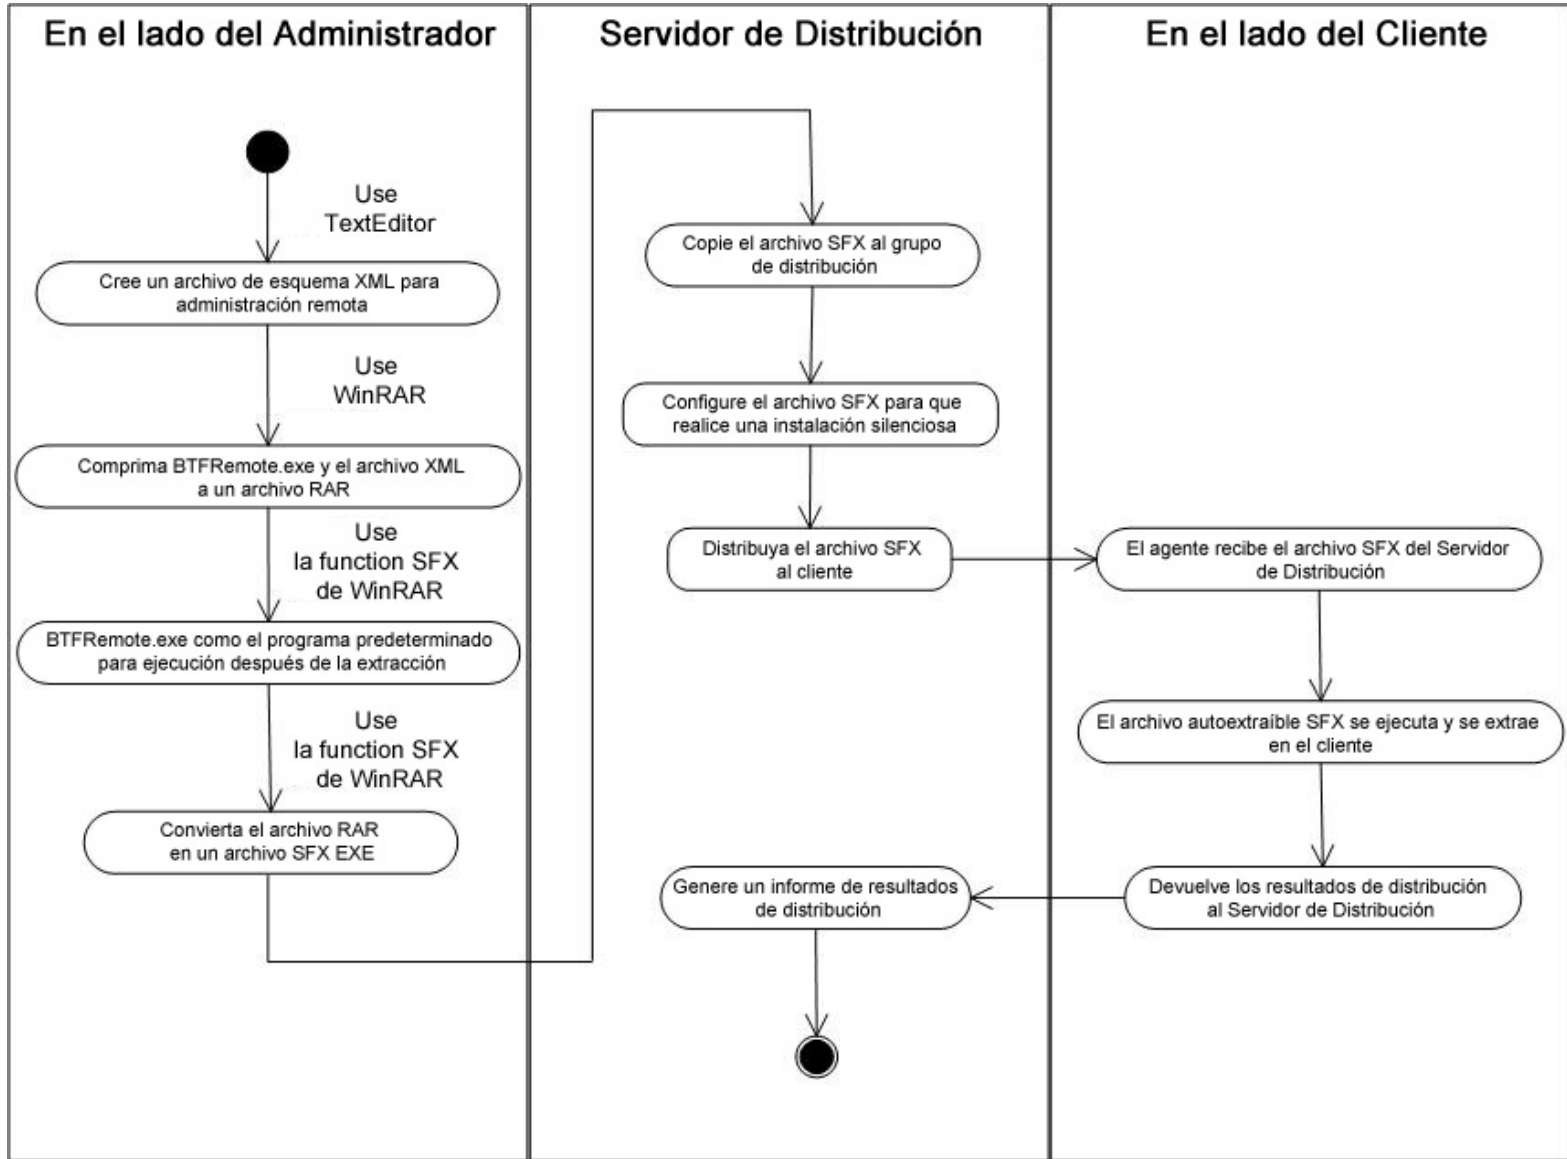 En el lado del Administrador
Use
TextEditor
Cree un archivo de esquema XML para
administración remota
Use
WinRAR
Comprima BTFRemote.exe y el archivo XML
a un archivo RAR
Use
la function SFX
de WinRAR
BTFRemote.exe como el programa predeterminado
para ejecución después de la extracción
Use
la function SFX
de WinRAR
Convierta el archivo RAR
en un archivo SFX EXE
Servidor de Distribución
Copie el archivo SFX al grupo
de distribución
Configure el archivo SFX para que
realice una instalación silenciosa
Distribuya el archivo SFX
al cliente
Genere un informe de resultados
de distribución
En el lado del Cliente
El agente recibe el archivo SFX del Servidor
de Distribución
El archivo autoextraíble SFX se ejecuta y se extrae
en el cliente
Devuelve los resultados de distribución
al Servidor de Distribución